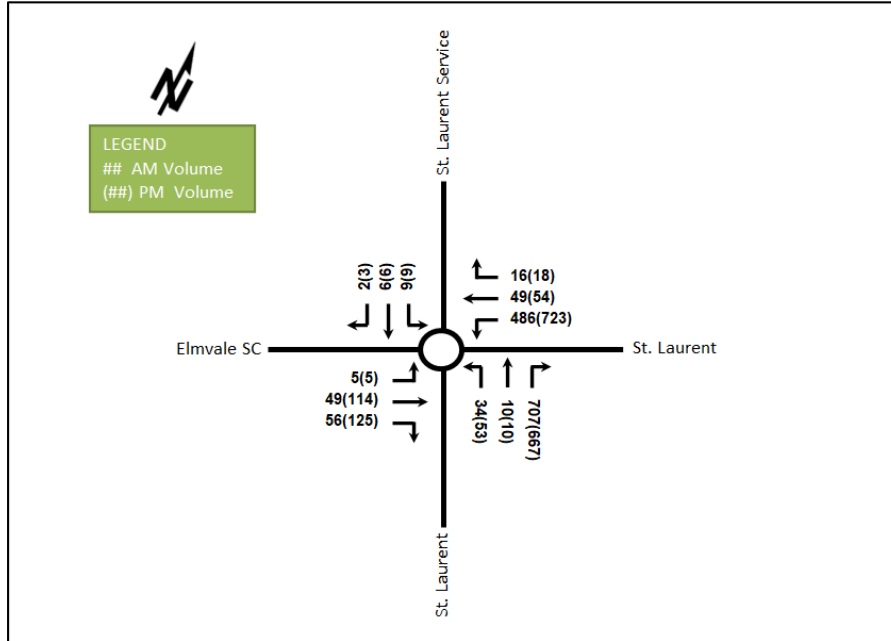 N
LEGEND
## AM Volume
(##) PM Volume
St. Laurent Service
2(3)
6(6)
9(9)
16(18)
49(54)
486(723)
Elmvale SC
St. Laurent
5(5)
49(114)
56(125)
34(53)
10(10)
707(667)
St. Laurent